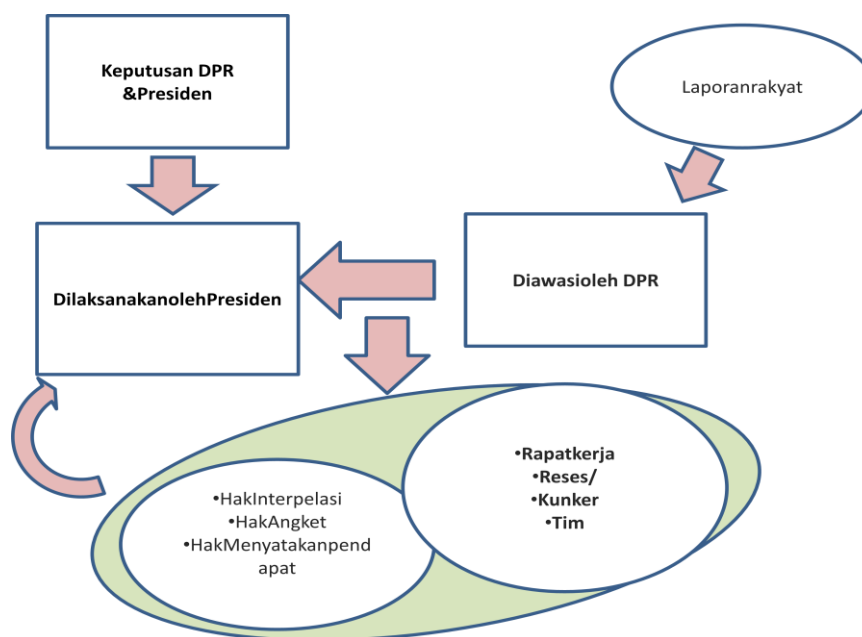 Keputusan DPR
&Presiden
Laporanrakyat
DilaksanakanolehPresiden
Diawasioleh DPR
•HakInterpelasi
•HakAngket
•HakMenyatakanpend
apat
•Rapatkerja
•Reses/
•Kunker
•Tim